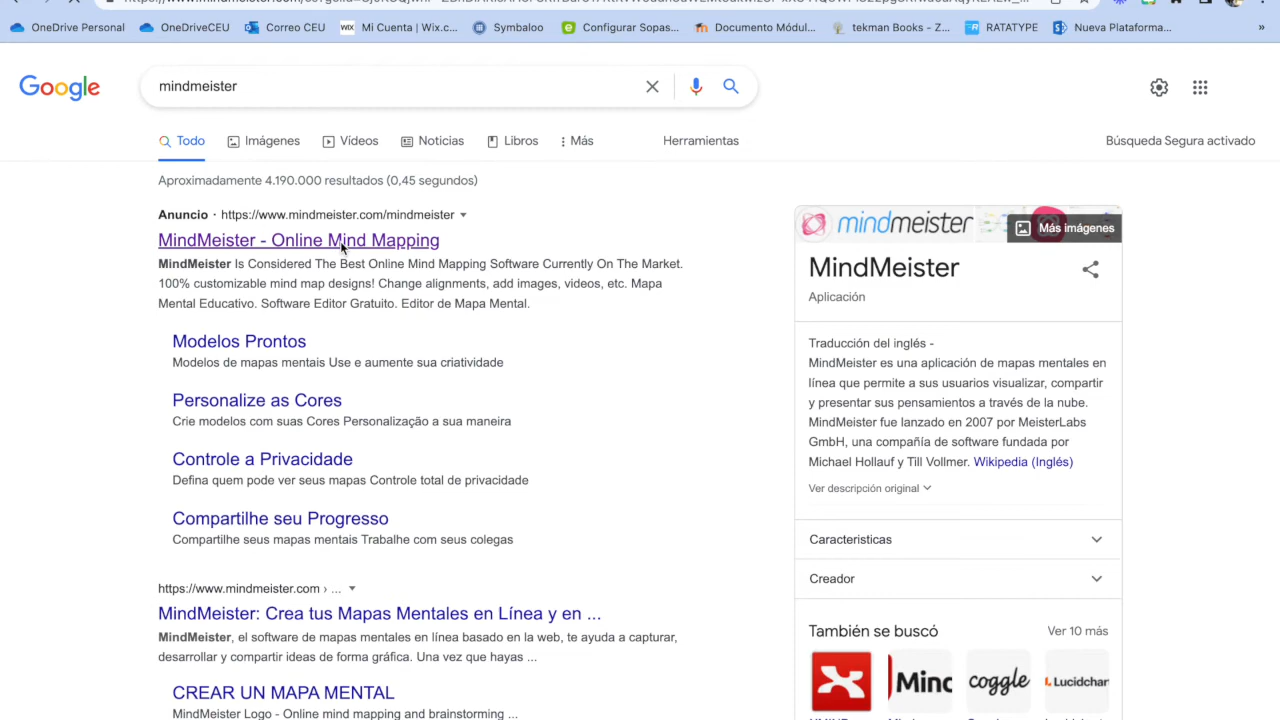 OneDrive Personal
OneDriveCEU
Correo CEU
WIX Mi Cuenta | Wix.c...
Symbaloo
Configurar Sopas...
Documento Módul...
tekman Books - Z...
RATATYPE
Nueva Plataforma...
»
Google
mindmeister
Todo
Imágenes
Vídeos
Noticias
Libros
Más
Herramientas
Búsqueda Segura activado
Aproximadamente 4.190.000 resultados (0,45 segundos)
Anuncio · https://www.mindmeister.com/mindmeister
MindMeister - Online Mind Mapping
MindMeister Is Considered The Best Online Mind Mapping Software Currently On The Market.
100% customizable mind map designs! Change alignments, add images, videos, etc. Mapa
Mental Educativo. Software Editor Gratuito. Editor de Mapa Mental.
Modelos Prontos
Modelos de mapas mentais Use e aumente sua criatividade
Personalize as Cores
Crie modelos com suas Cores Personalização a sua maneira
Controle a Privacidade
Defina quem pode ver seus mapas Controle total de privacidade
Compartilhe seu Progresso
Compartilhe seus mapas mentais Trabalhe com seus colegas
https://www.mindmeister.com › ...
MindMeister: Crea tus Mapas Mentales en Línea y en ...
MindMeister, el software de mapas mentales en línea basado en la web, te ayuda a capturar,
desarrollar y compartir ideas de forma gráfica. Una vez que hayas ...
CREAR UN MAPA MENTAL
MindMeister Logo - Online mind mapping and brainstorming ...
mindmeister
Más imágenes
MindMeister
Aplicación
Traducción del inglés -
MindMeister es una aplicación de mapas mentales en
línea que permite a sus usuarios visualizar, compartir
y presentar sus pensamientos a través de la nube.
MindMeister fue lanzado en 2007 por MeisterLabs
GmbH, una compañía de software fundada por
Michael Hollauf y Till Vollmer. Wikipedia (Inglés)
Ver descripción original
Caracteristicas
Creador
También se buscó
Ver 10 más
Minc
coggle
Lucidchar